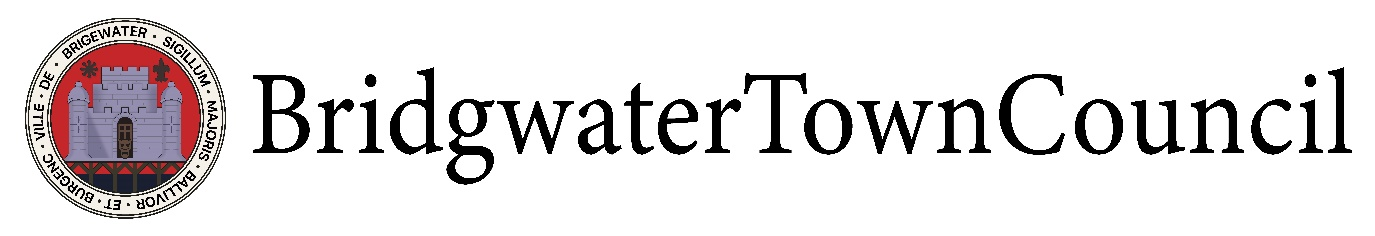 SIGILLUM · MAJORIS · BALLIVOR · ET · BURGENC · VILLE · DE · BRIGEWATER ·
BridgwaterTownCouncil